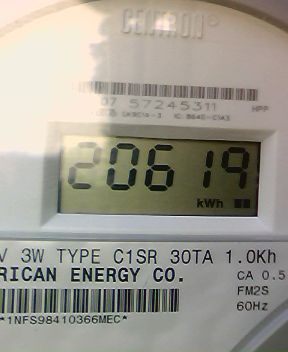 CENTRON®
07 57245311 HPP
20619
kWh
V 3W TYPE C1SR 30TA 1.0Kh
RICAN ENERGY CO. CA 0.5
FM2S
60Hz
*1NFS98410366MEC*